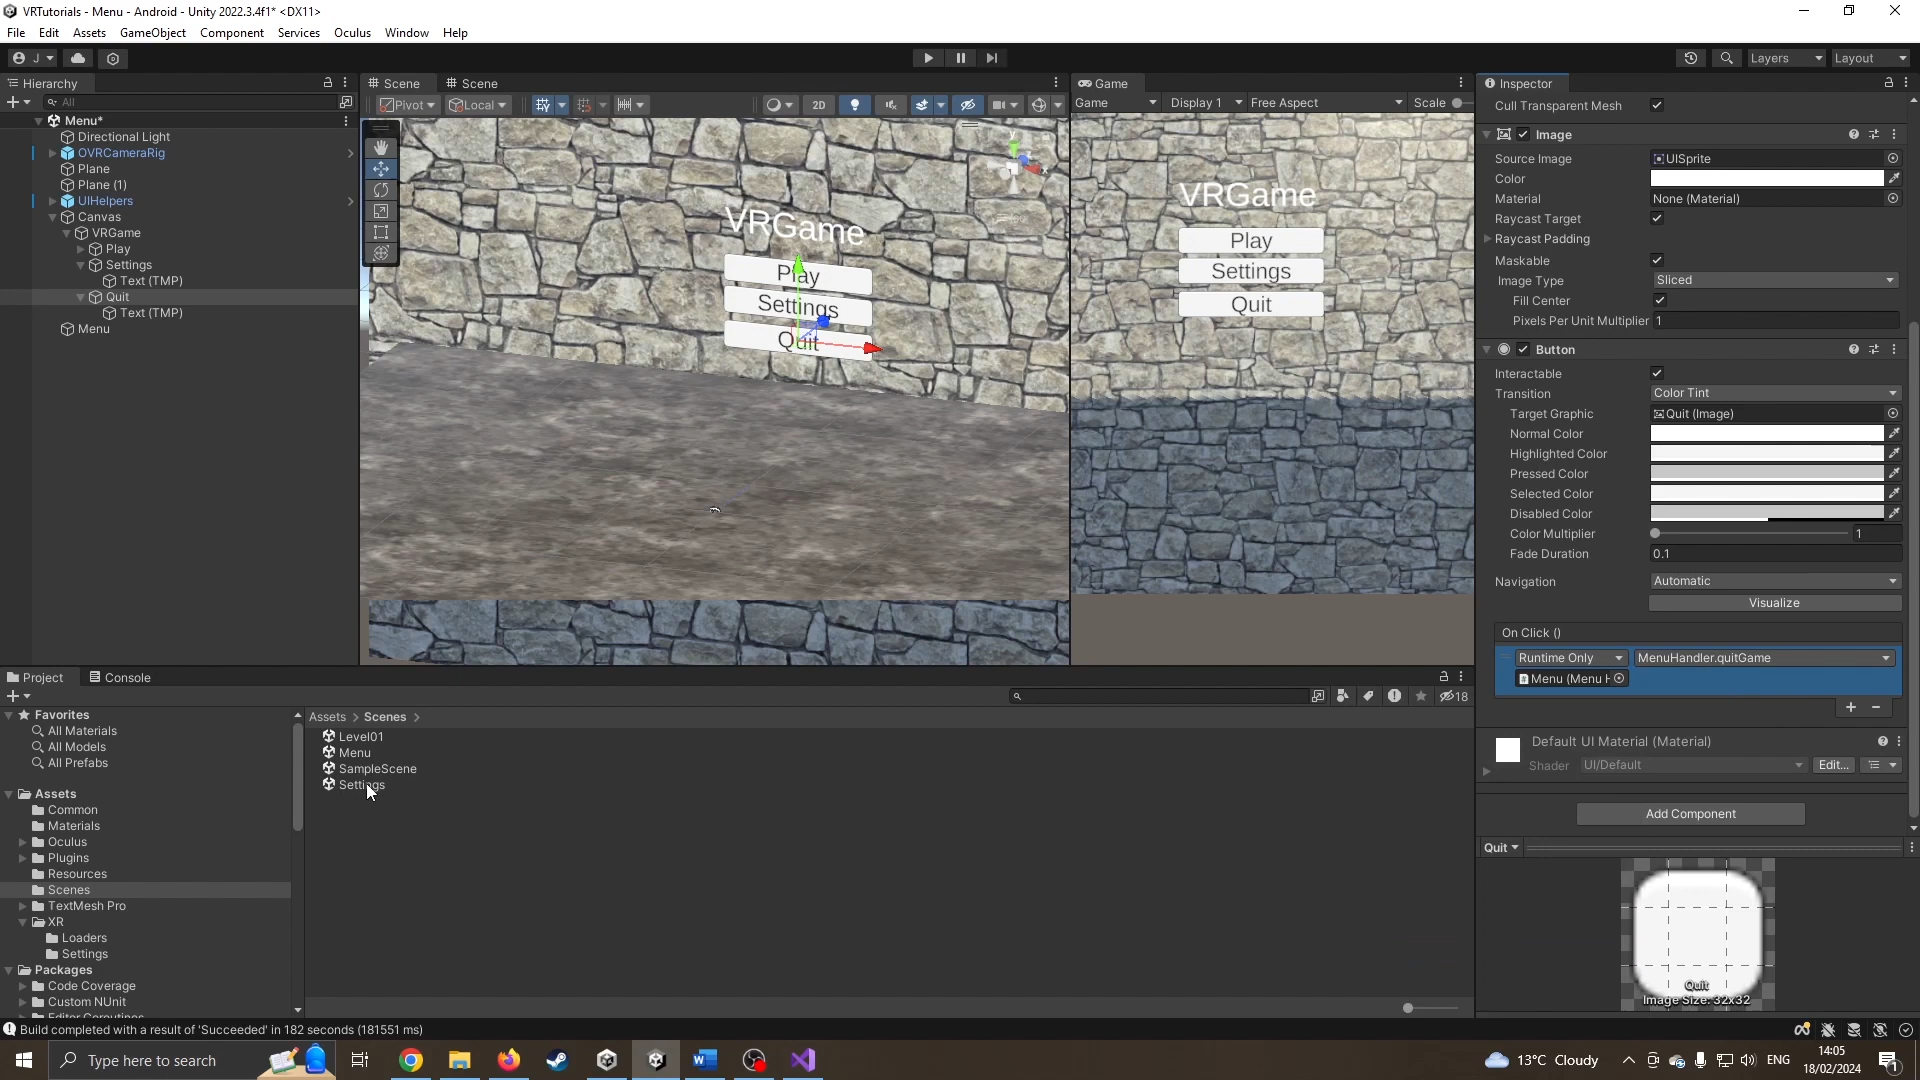 VRTutorials - Menu - Android - Unity 2022.3.4f1* <DX11>
File Edit Assets GameObject Component Services Oculus Window Help
J Layers Layout
Hierarchy
All
Menu*
Directional Light
OVRCameraRig
Plane
Plane (1)
UIHelpers
Canvas
VRGame
Play
Settings
Text (TMP)
Quit
Text (TMP)
Menu
Scene Scene
Pivot Local 2D
y
x
VRGame
Play
Settings
Quit
Game
Game Display 1 Free Aspect Scale
VRGame
Play
Settings
Quit
Inspector
Cull Transparent Mesh
Image
Source Image UISprite
Color
Material None (Material)
Raycast Target
Raycast Padding
Maskable
Image Type Sliced
Fill Center
Pixels Per Unit Multiplier 1
Button
Interactable
Transition Color Tint
Target Graphic Quit (Image)
Normal Color
Highlighted Color
Pressed Color
Selected Color
Disabled Color
Color Multiplier 1
Fade Duration 0.1
Navigation Automatic
Visualize
On Click ()
Runtime Only MenuHandler.quitGame
Menu (Menu H
Default UI Material (Material)
Shader UI/Default Edit...
Add Component
Quit
Quit
Image Size: 32x32
Project Console
18
Favorites
All Materials
All Models
All Prefabs
Assets
Common
Materials
Oculus
Plugins
Resources
Scenes
TextMesh Pro
XR
Loaders
Settings
Packages
Code Coverage
Custom NUnit
Editor Coroutines
Assets > Scenes >
Level01
Menu
SampleScene
Settings
Build completed with a result of 'Succeeded' in 182 seconds (181551 ms)
Type here to search
13°C Cloudy ENG 14:05
18/02/2024
1